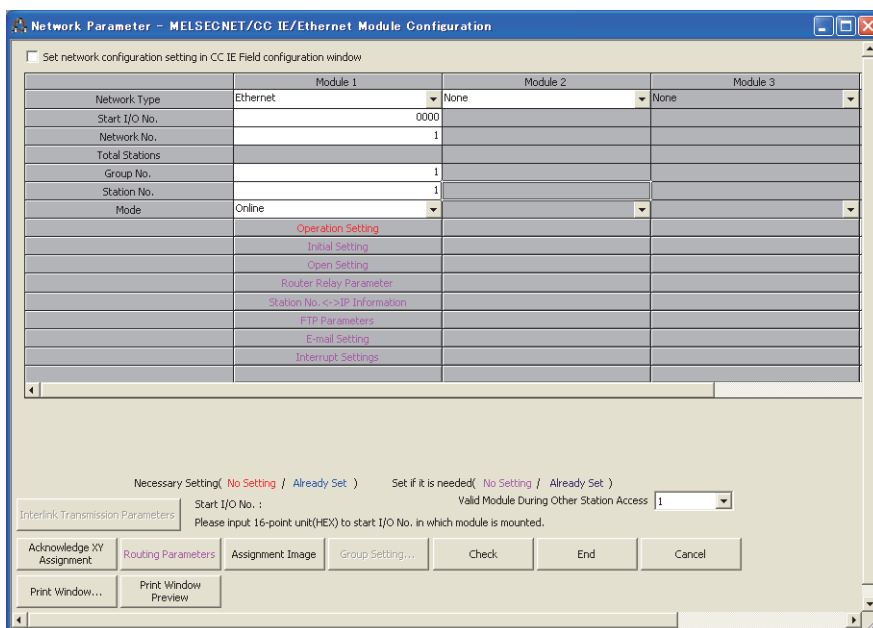 Network Parameter - MELSECNET/CC IE/Ethernet Module Configuration
Set network configuration setting in CC IE Field configuration window
Module 1 Module 2 Module 3
Network Type Ethernet None None
Start I/O No. 0000
Network No. 1
Total Stations
Group No. 1
Station No. 1
Mode Online
Operation Setting
Initial Setting
Open Setting
Router Relay Parameter
Station No.<->IP Information
FTP Parameters
E-mail Setting
Interrupt Settings
Necessary Setting( No Setting / Already Set ) Set if it is needed( No Setting / Already Set )
Interlink Transmission Parameters
Start I/O No. : Valid Module During Other Station Access 1
Please input 16-point unit(HEX) to start I/O No. in which module is mounted.
Acknowledge XY
Assignment
Routing Parameters Assignment Image Group Setting... Check End Cancel
Print Window...
Print Window
Preview